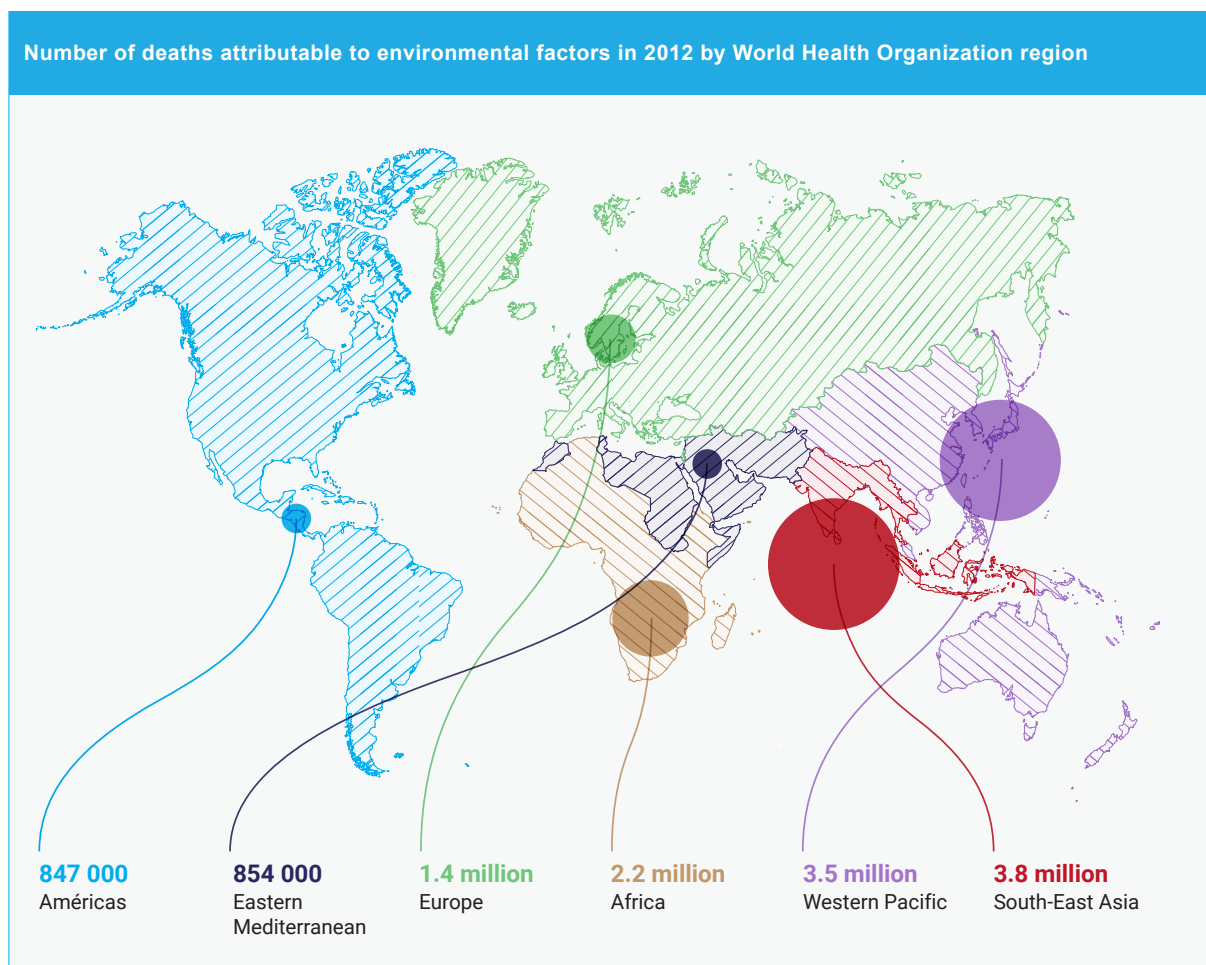 Number of deaths attributable to environmental factors in 2012 by World Health Organization region
847 000
Américas
854 000
Eastern
Mediterranean
1.4 million
Europe
2.2 million
Africa
3.5 million
Western Pacific
3.8 million
South-East Asia